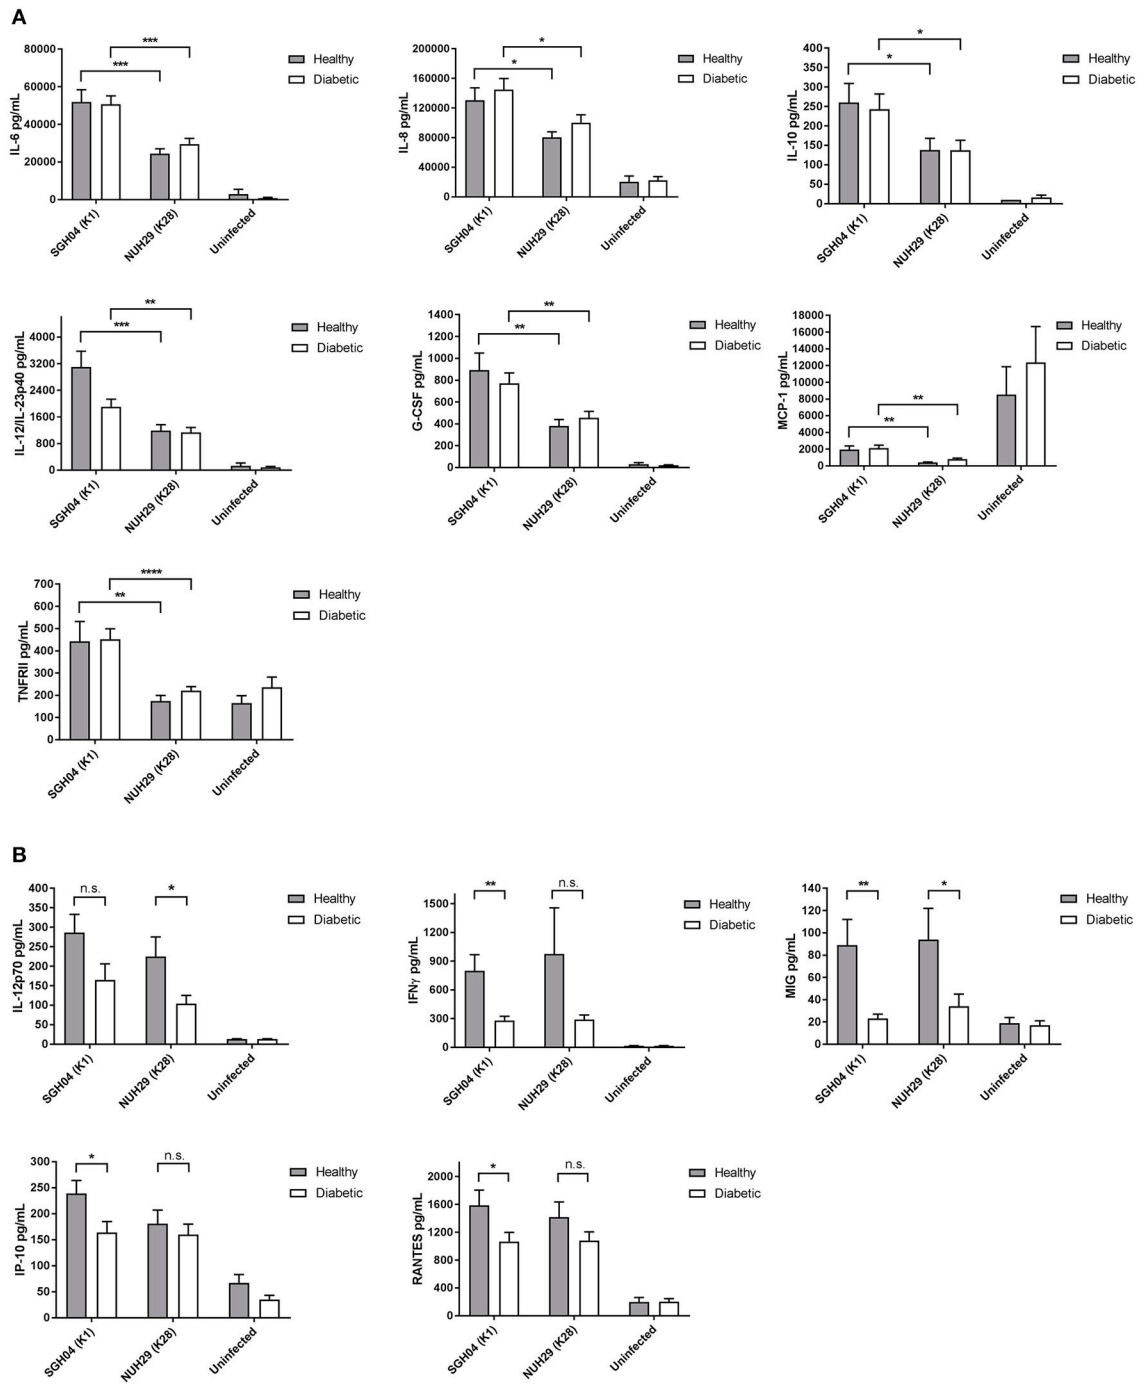 A
IL-6 pg/mL
80000
60000
40000
20000
0
***
***
Healthy
Diabetic
SGH04 (K1)
NUH29 (K28)
Uninfected
IL-8 pg/mL
200000
160000
120000
80000
40000
0
*
*
Healthy
Diabetic
SGH04 (K1)
NUH29 (K28)
Uninfected
IL-10 pg/mL
400
350
300
250
200
150
100
50
0
*
*
Healthy
Diabetic
SGH04 (K1)
NUH29 (K28)
Uninfected
IL-12/IL-23p40 pg/mL
4000
3200
2400
1600
800
0
**
***
Healthy
Diabetic
SGH04 (K1)
NUH29 (K28)
Uninfected
G-CSF pg/mL
1400
1200
1000
800
600
400
200
0
**
**
Healthy
Diabetic
SGH04 (K1)
NUH29 (K28)
Uninfected
MCP-1 pg/mL
18000
16000
14000
12000
10000
8000
6000
4000
2000
0
**
**
Healthy
Diabetic
SGH04 (K1)
NUH29 (K28)
Uninfected
TNFRII pg/mL
700
600
500
400
300
200
100
0
****
**
Healthy
Diabetic
SGH04 (K1)
NUH29 (K28)
Uninfected
B
IL-12p70 pg/mL
400
350
300
250
200
150
100
50
0
n.s.
*
Healthy
Diabetic
SGH04 (K1)
NUH29 (K28)
Uninfected
IFNγ pg/mL
1500
1200
900
600
300
0
**
n.s.
Healthy
Diabetic
SGH04 (K1)
NUH29 (K28)
Uninfected
MIG pg/mL
140
120
100
80
60
40
20
0
**
*
Healthy
Diabetic
SGH04 (K1)
NUH29 (K28)
Uninfected
IP-10 pg/mL
300
250
200
150
100
50
0
*
n.s.
Healthy
Diabetic
SGH04 (K1)
NUH29 (K28)
Uninfected
RANTES pg/mL
2000
1600
1200
800
400
0
*
n.s.
Healthy
Diabetic
SGH04 (K1)
NUH29 (K28)
Uninfected